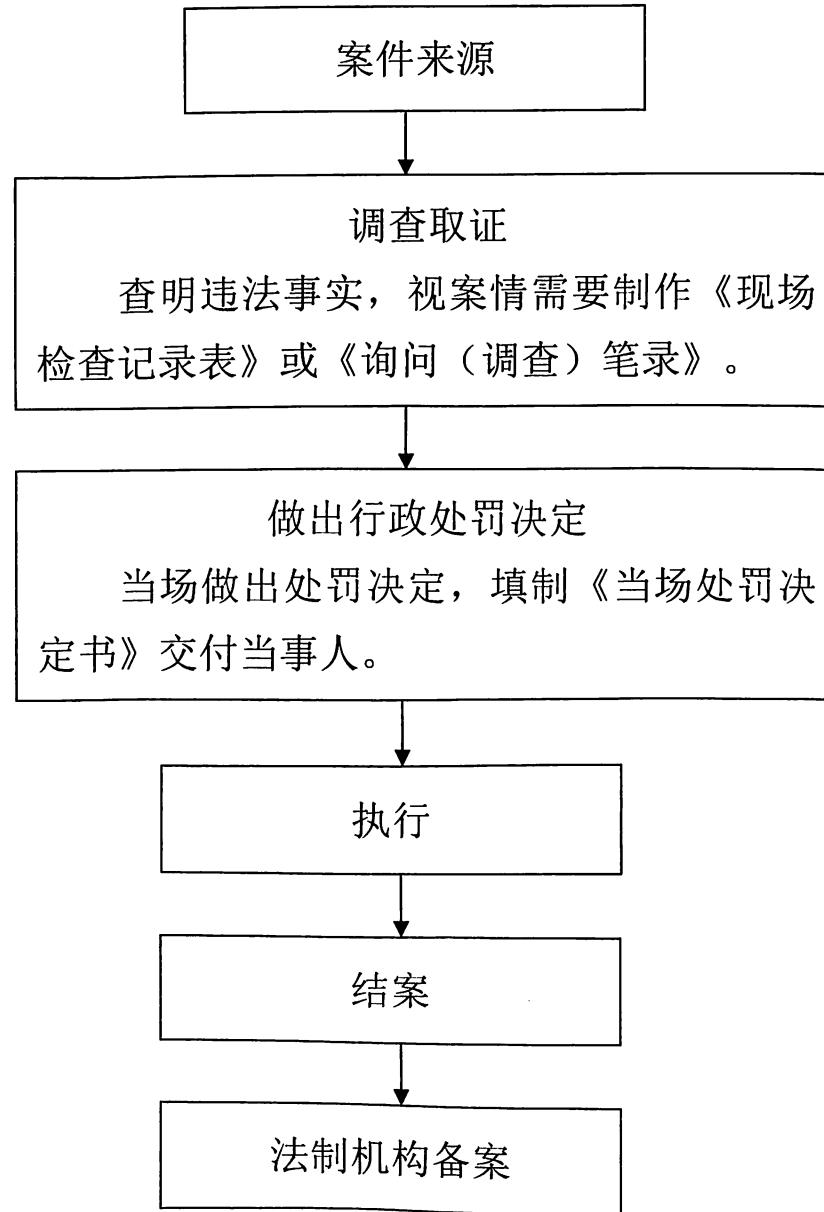 案件来源
调查取证
查明违法事实，视案情需要制作《现场
检查记录表》或《询问（调查）笔录》。
做出行政处罚决定
当场做出处罚决定，填制《当场处罚决
定书》交付当事人。
执行
结案
法制机构备案